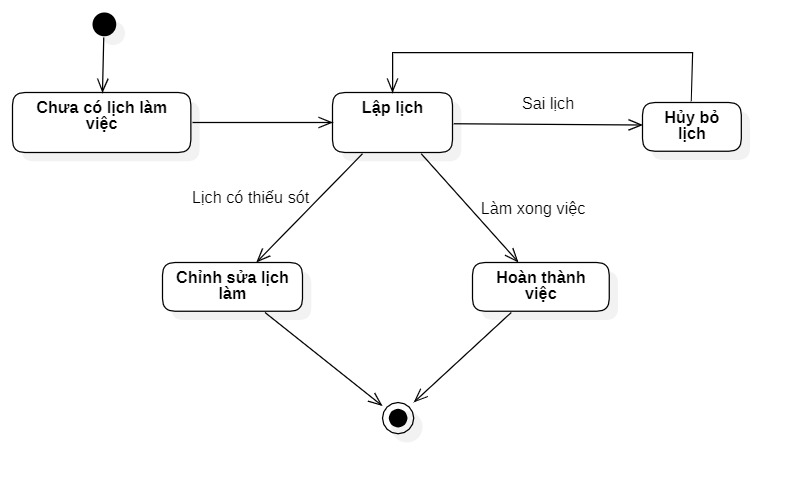 Chưa có lịch làm
việc
Lập lịch
Sai lịch
Hủy bỏ
lịch
Lịch có thiếu sót
Làm xong việc
Chỉnh sửa lịch
làm
Hoàn thành
việc